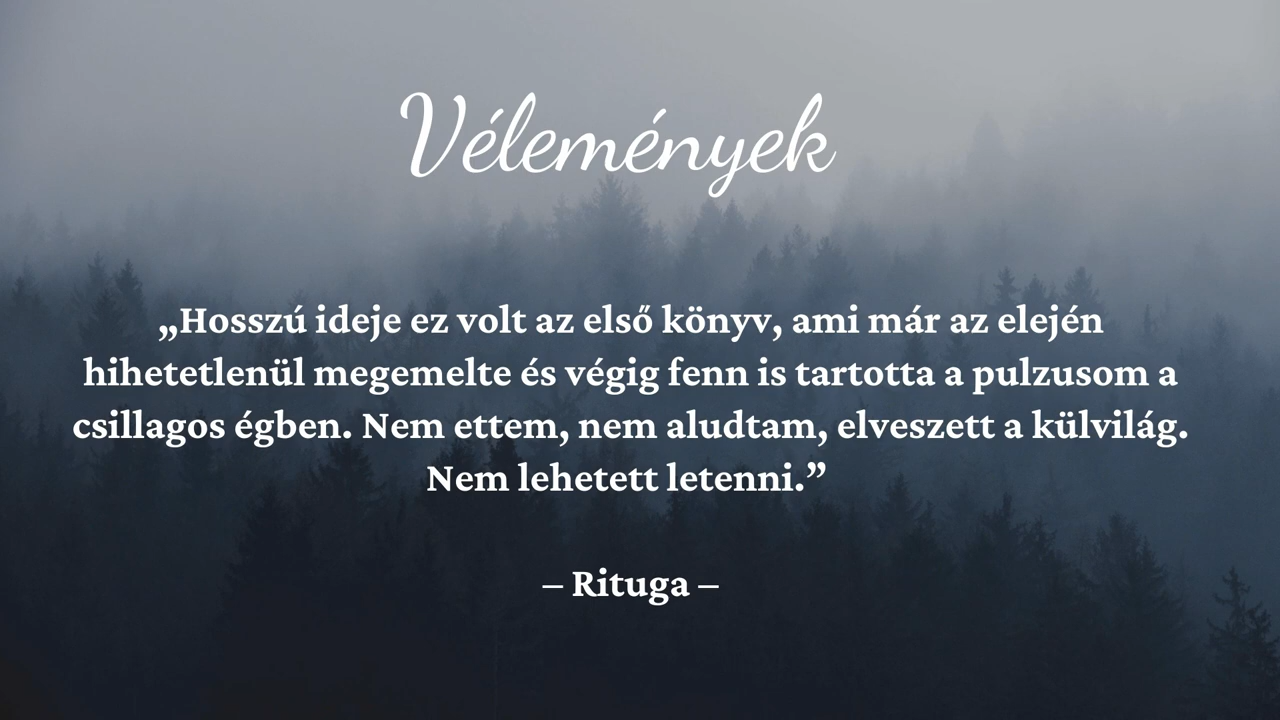 Vélemények
„Hosszú ideje ez volt az első könyv, ami már az elején
hihetetlenül megemelte és végig fenn is tartotta a pulzusom a
csillagos égben. Nem ettem, nem aludtam, elveszett a külvilág.
Nem lehetett letenni.”
– Rituga –